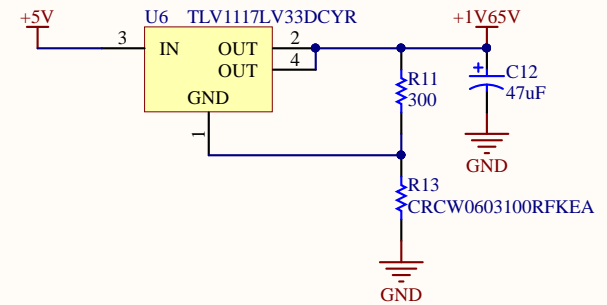 +5V
U6 TLV1117LV33DCYR
+1V65V
3 IN OUT 2
OUT 4
GND
1
R11
300
C12
47uF
GND
R13
CRCW0603100RFKEA
GND